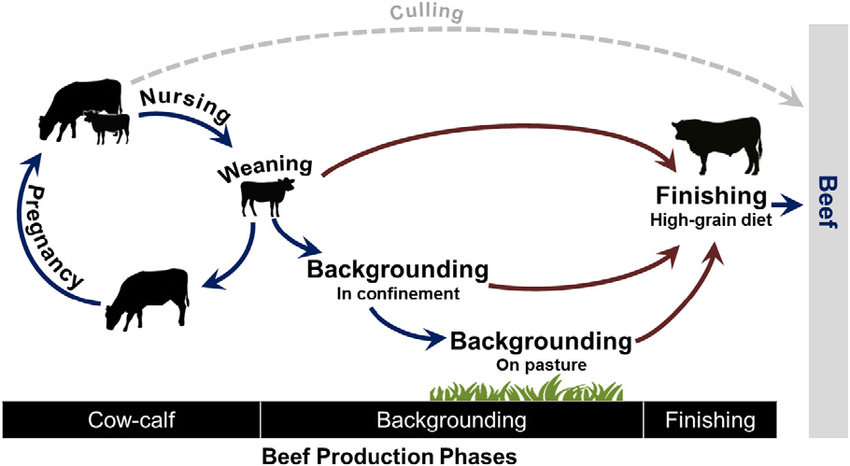 Culling
Nursing
Weaning
Pregnancy
Finishing
High-grain diet
Beef
Backgrounding
In confinement
Backgrounding
On pasture
Cow-calf
Backgrounding
Finishing
Beef Production Phases